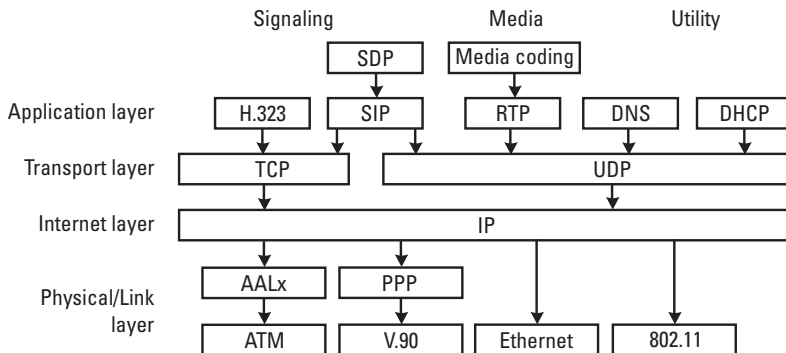 Signaling Media Utility
SDP Media coding
Application layer H.323 SIP RTP DNS DHCP
Transport layer TCP UDP
Internet layer IP
AALx PPP
Physical/Link
layer
ATM V.90 Ethernet 802.11